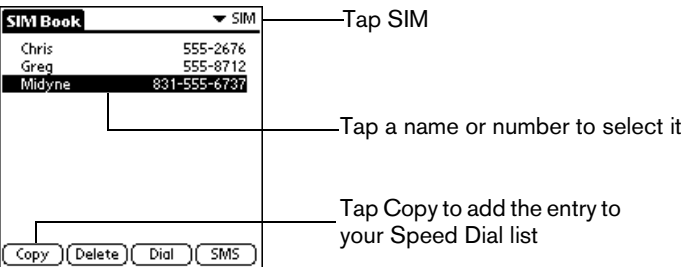 SIM Book
SIM
Tap SIM
Chris 555-2676
Greg 555-8712
Midyne 831-555-6737
Tap a name or number to select it
Tap Copy to add the entry to
your Speed Dial list
Copy Delete Dial SMS